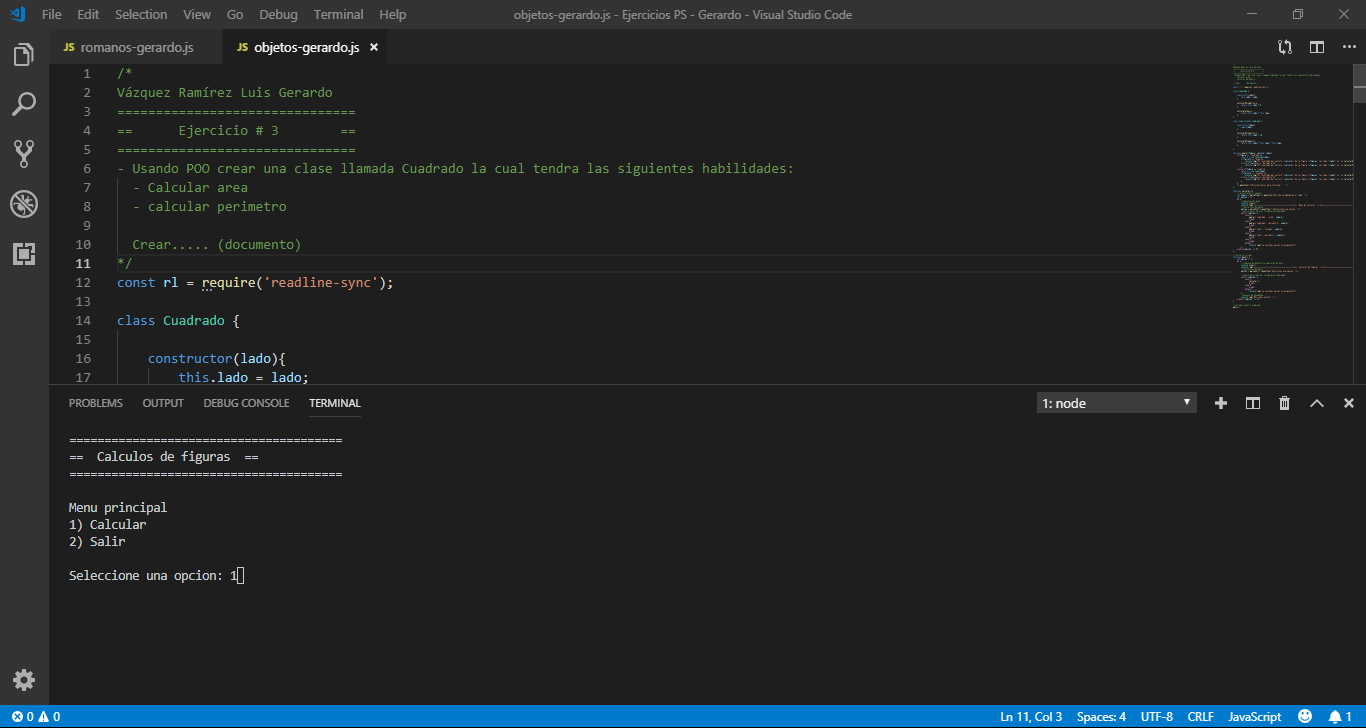 File Edit Selection View Go Debug Terminal Help objetos-gerardo.js - Ejercicios PS - Gerardo - Visual Studio Code
JS romanos-gerardo.js JS objetos-gerardo.js ×
1 /*
2 Vázquez Ramírez Luis Gerardo
3 ===============================
4 == Ejercicio # 3 ==
5 ===============================
6 - Usando POO crear una clase llamada Cuadrado la cual tendra las siguientes habilidades:
7 - Calcular area
8 - calcular perimetro
9
10 Crear..... (documento)
11 */
12 const rl = require('readline-sync');
13
14 class Cuadrado {
15
16 constructor(lado){
17 this.lado = lado;
PROBLEMS OUTPUT DEBUG CONSOLE TERMINAL 1: node
=======================================
== Calculos de figuras ==
=======================================
Menu principal
1) Calcular
2) Salir
Seleccione una opcion: 1
0 0 Ln 11, Col 3 Spaces: 4 UTF-8 CRLF JavaScript 1